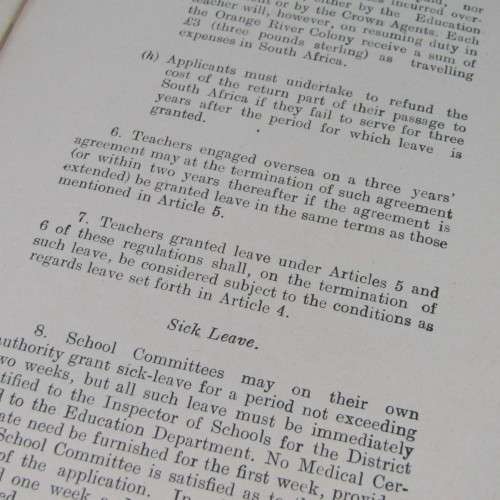 incurred over-
either by the Education
or by the Crown Agents. Each
teacher will, however, on resuming duty in
the Orange River Colony receive a sum of
£3 (three pounds sterling) as travelling
expenses in South Africa.
(h) Applicants must undertake to refund the
cost of the return part of their passage to
South Africa if they fail to serve for three
years after the period for which leave is
granted.
6. Teachers engaged oversea on a three years'
agreement may at the termination of such agreement
(or within two years thereafter if the agreement is
extended) be granted leave in the same terms as those
mentioned in Article 5.
7. Teachers granted leave under Articles 5 and
6 of these regulations shall, on the termination of
such leave, be considered subject to the conditions as
regards leave set forth in Article 4.
Sick Leave.
8. School Committees may on their own
authority grant sick-leave for a period not exceeding
two weeks, but all such leave must be immediately
tified to the Inspector of Schools for the District
d to the Education Department. No Medical Cer-
ate need be furnished for the first week, provid
School Committee is satisfied as to th
of the application. In
d one week